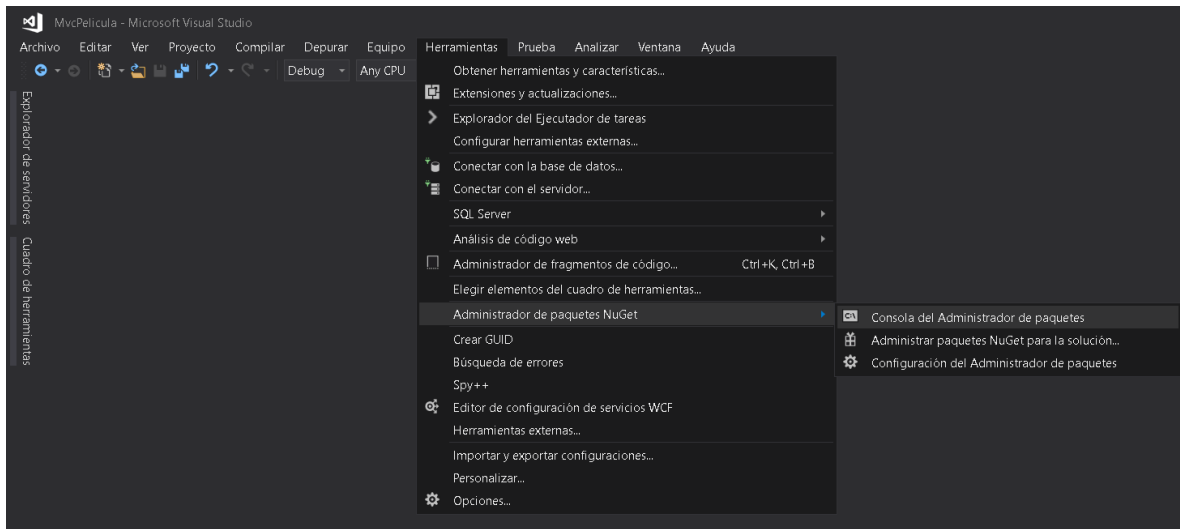 MvcPelicula - Microsoft Visual Studio
Archivo Editar Ver Proyecto Compilar Depurar Equipo Herramientas Prueba Analizar Ventana Ayuda
Debug Any CPU
Explorador de servidores
Cuadro de herramientas
Obtener herramientas y características...
Extensiones y actualizaciones...
Explorador del Ejecutador de tareas
Configurar herramientas externas...
Conectar con la base de datos...
Conectar con el servidor...
SQL Server
Análisis de código web
Administrador de fragmentos de código... Ctrl+K, Ctrl+B
Elegir elementos del cuadro de herramientas...
Administrador de paquetes NuGet
Consola del Administrador de paquetes
Administrar paquetes NuGet para la solución...
Configuración del Administrador de paquetes
Crear GUID
Búsqueda de errores
Spy++
Editor de configuración de servicios WCF
Herramientas externas...
Importar y exportar configuraciones...
Personalizar...
Opciones...